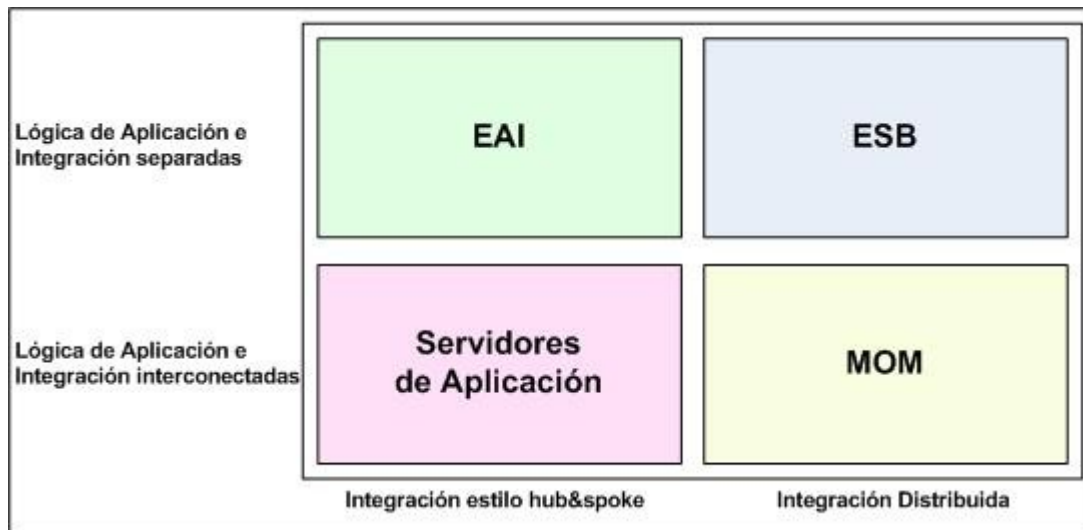 Lógica de Aplicación e
Integración separadas
EAI
ESB
Lógica de Aplicación e
Integración interconectadas
Servidores
de Aplicación
MOM
Integración estilo hub&spoke
Integración Distribuida